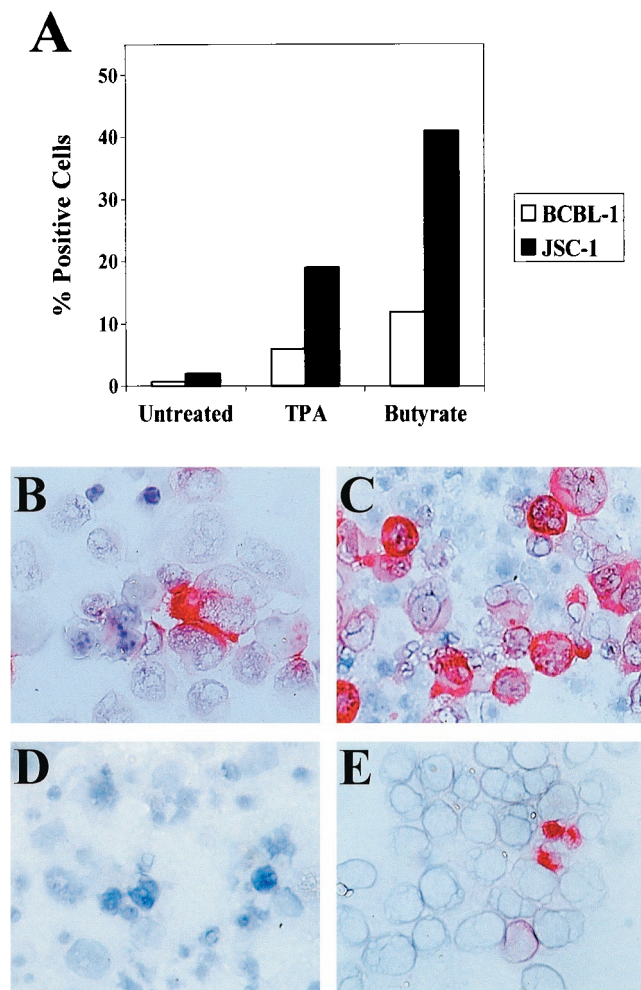 A
% Positive Cells
50
40
30
20
10
0
Untreated TPA Butyrate
BCBL-1
JSC-1
B
C
D
E